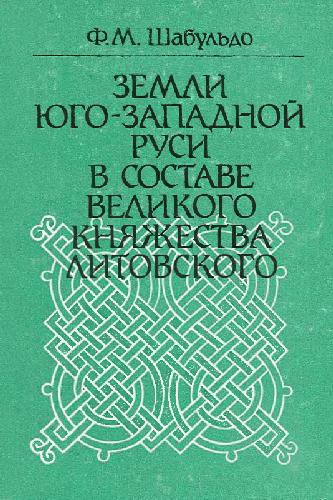 Ф.М. Шабульдо
ЗЕМЛИ
ЮГО-ЗАПАДНОЙ
РУСИ
В СОСТАВЕ
ВЕЛИКОГО
КНЯЖЕСТВА
ЛИТОВСКОГО